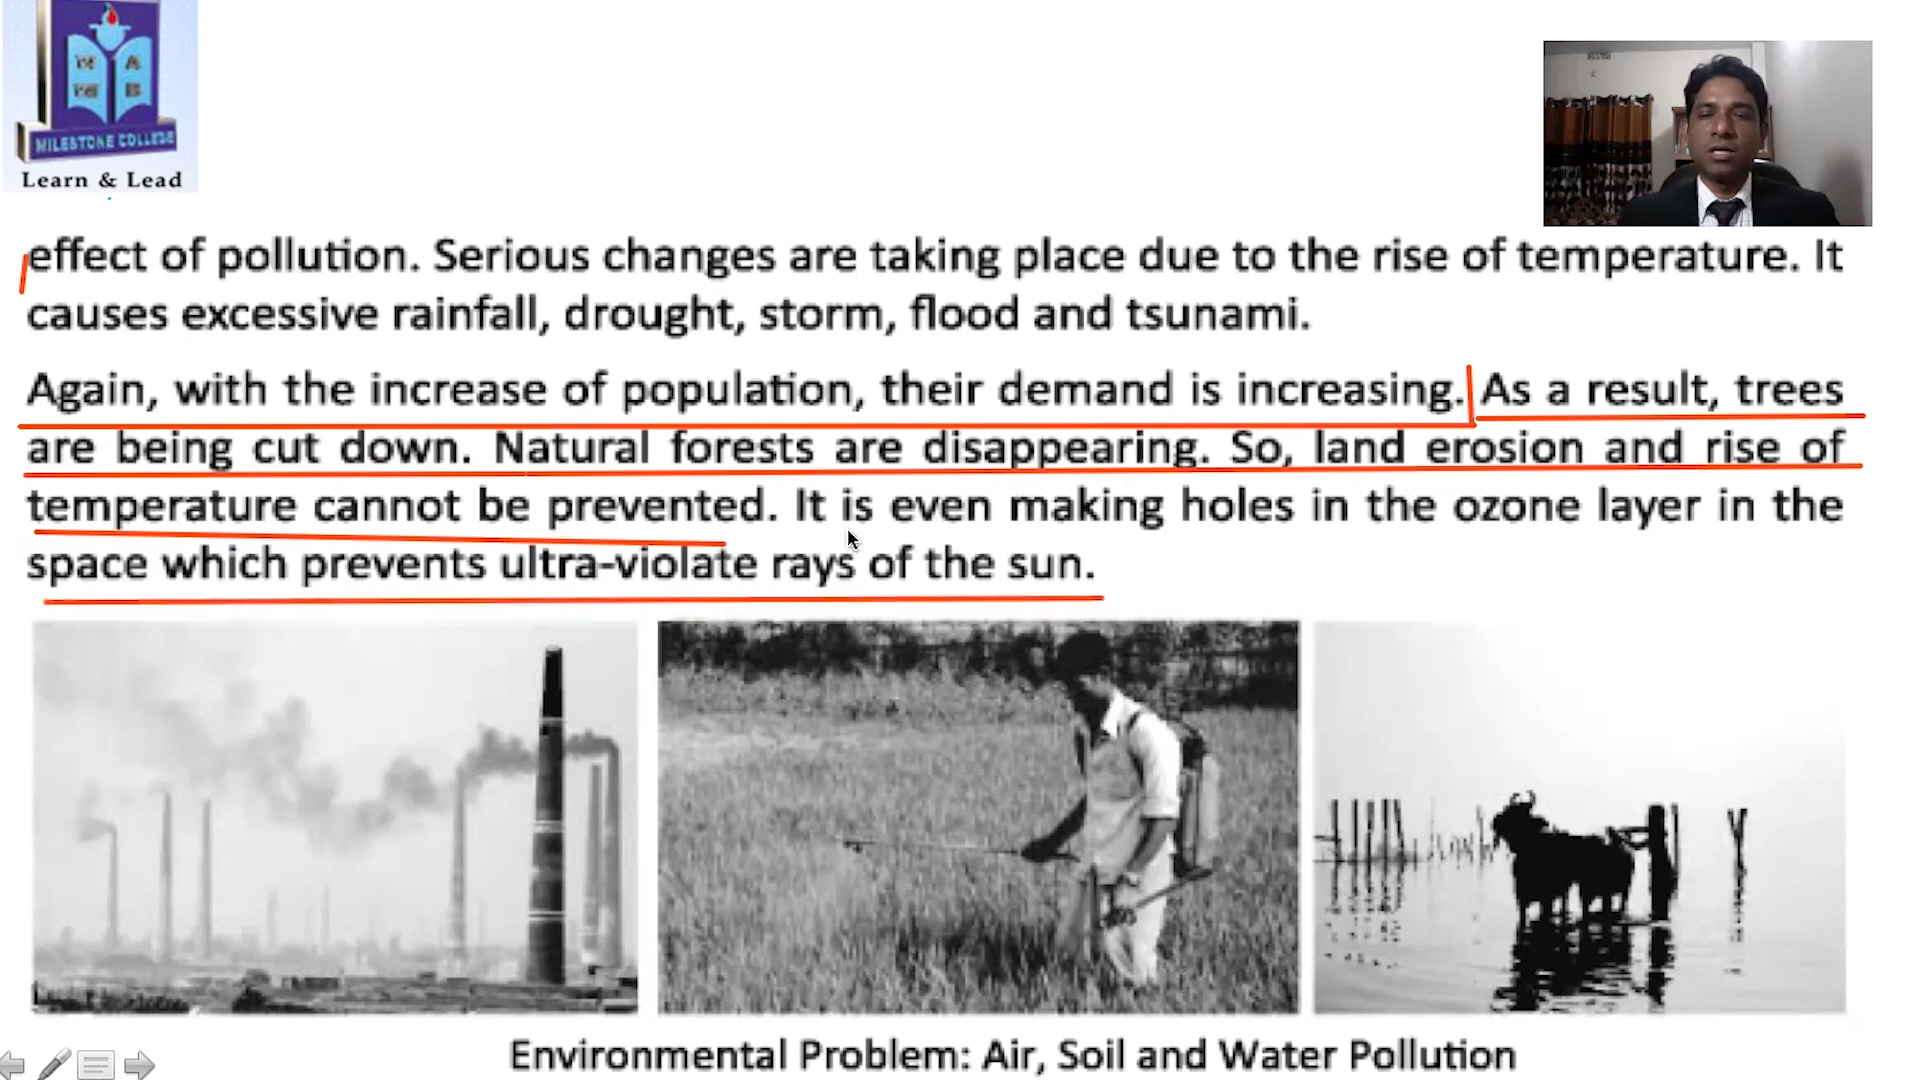 MILESTONE COLLEGE
Learn & Lead
effect of pollution. Serious changes are taking place due to the rise of temperature. It
causes excessive rainfall, drought, storm, flood and tsunami.
Again, with the increase of population, their demand is increasing. As a result, trees
are being cut down. Natural forests are disappearing. So, land erosion and rise of
temperature cannot be prevented. It is even making holes in the ozone layer in the
space which prevents ultra-violate rays of the sun.
Environmental Problem: Air, Soil and Water Pollution